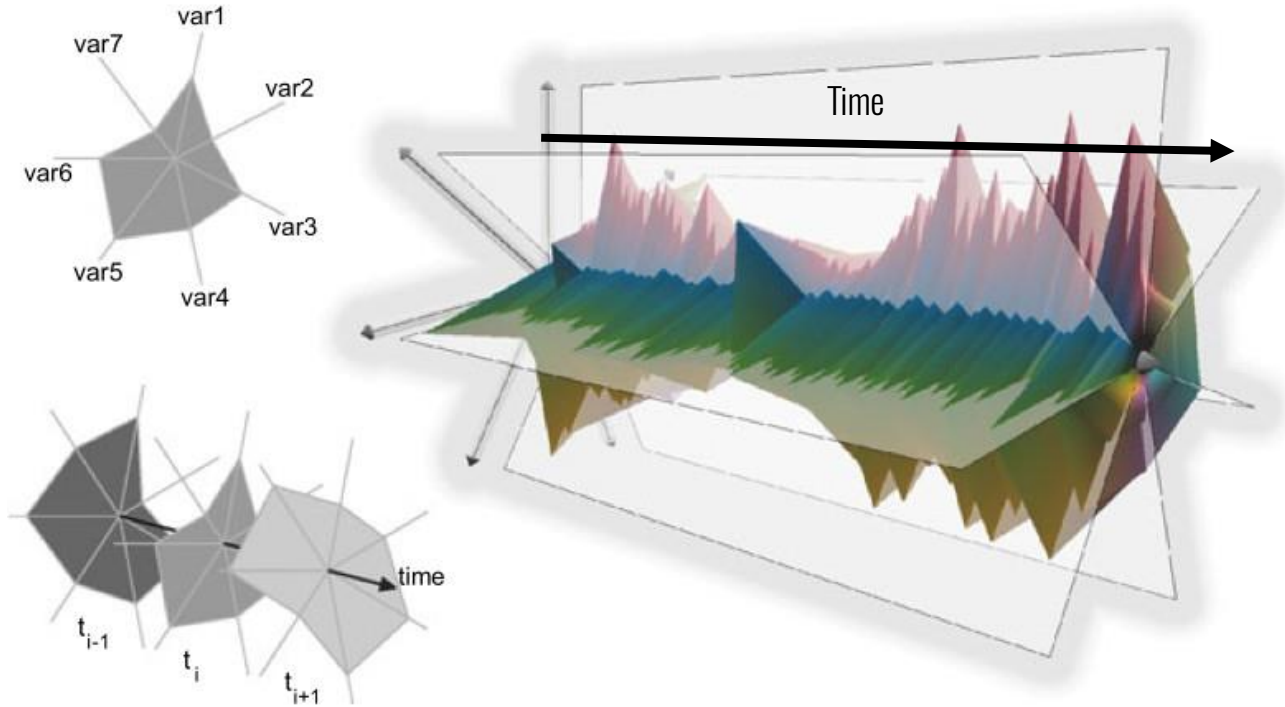 var1
var7
var2
var6
var3
var5
var4
Time
time
t i-1
t i
t i+1